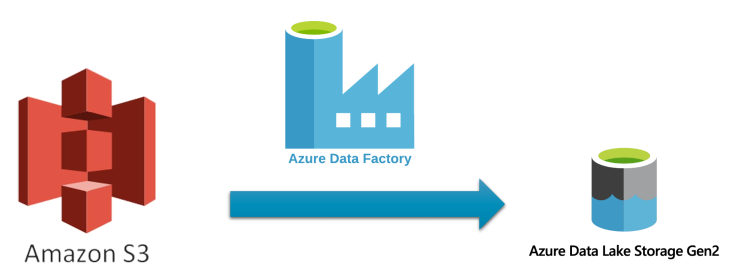 Azure Data Factory
Amazon S3
Azure Data Lake Storage Gen2